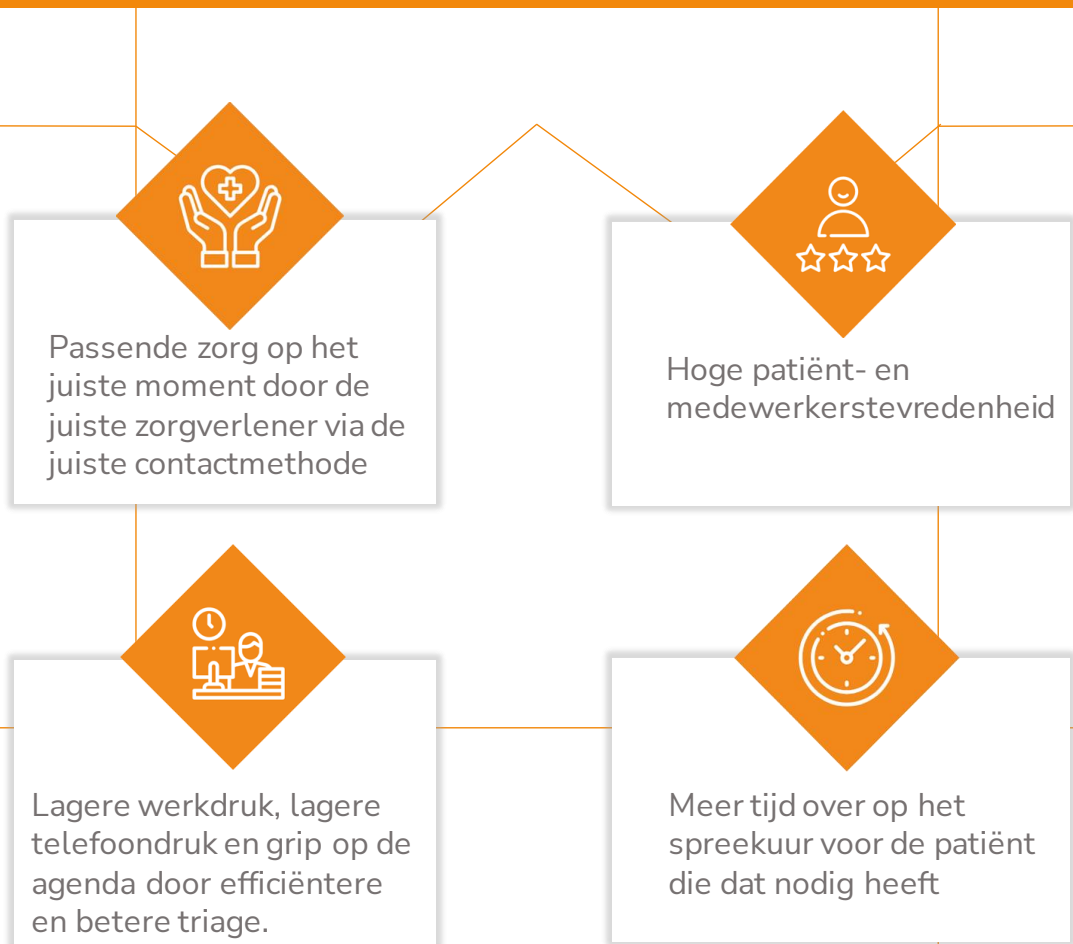 Passende zorg op het
juiste moment door de
juiste zorgverlener via de
juiste contactmethode
Hoge patiënt- en
medewerkerstevredenheid
Lagere werkdruk, lagere
telefoondruk en grip op de
agenda door efficiëntere
en betere triage.
Meer tijd over op het
spreekuur voor de patiënt
die dat nodig heeft